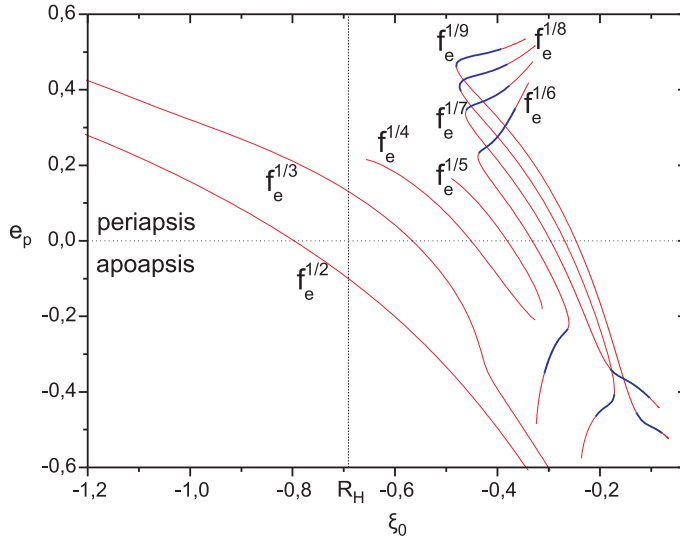 0,6
0,4
0,2
0,0
-0,2
-0,4
-0,6
e_p
periapsis
apoapsis
f_e^{1/2}
f_e^{1/3}
f_e^{1/4}
f_e^{1/5}
f_e^{1/6}
f_e^{1/7}
f_e^{1/8}
f_e^{1/9}
-1,2 -1,0 -0,8 R_H -0,6 -0,4 -0,2
ξ_0